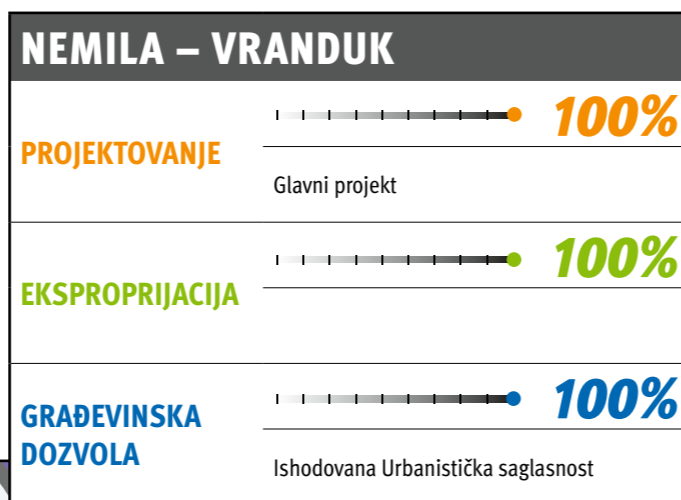 NEMILA – VRANDUK
PROJEKTOVANJE
100%
Glavni projekt
EKSPROPRIJACIJA
100%
GRAĐEVINSKA
DOZVOLA
100%
Ishodovana Urbanistička saglasnost